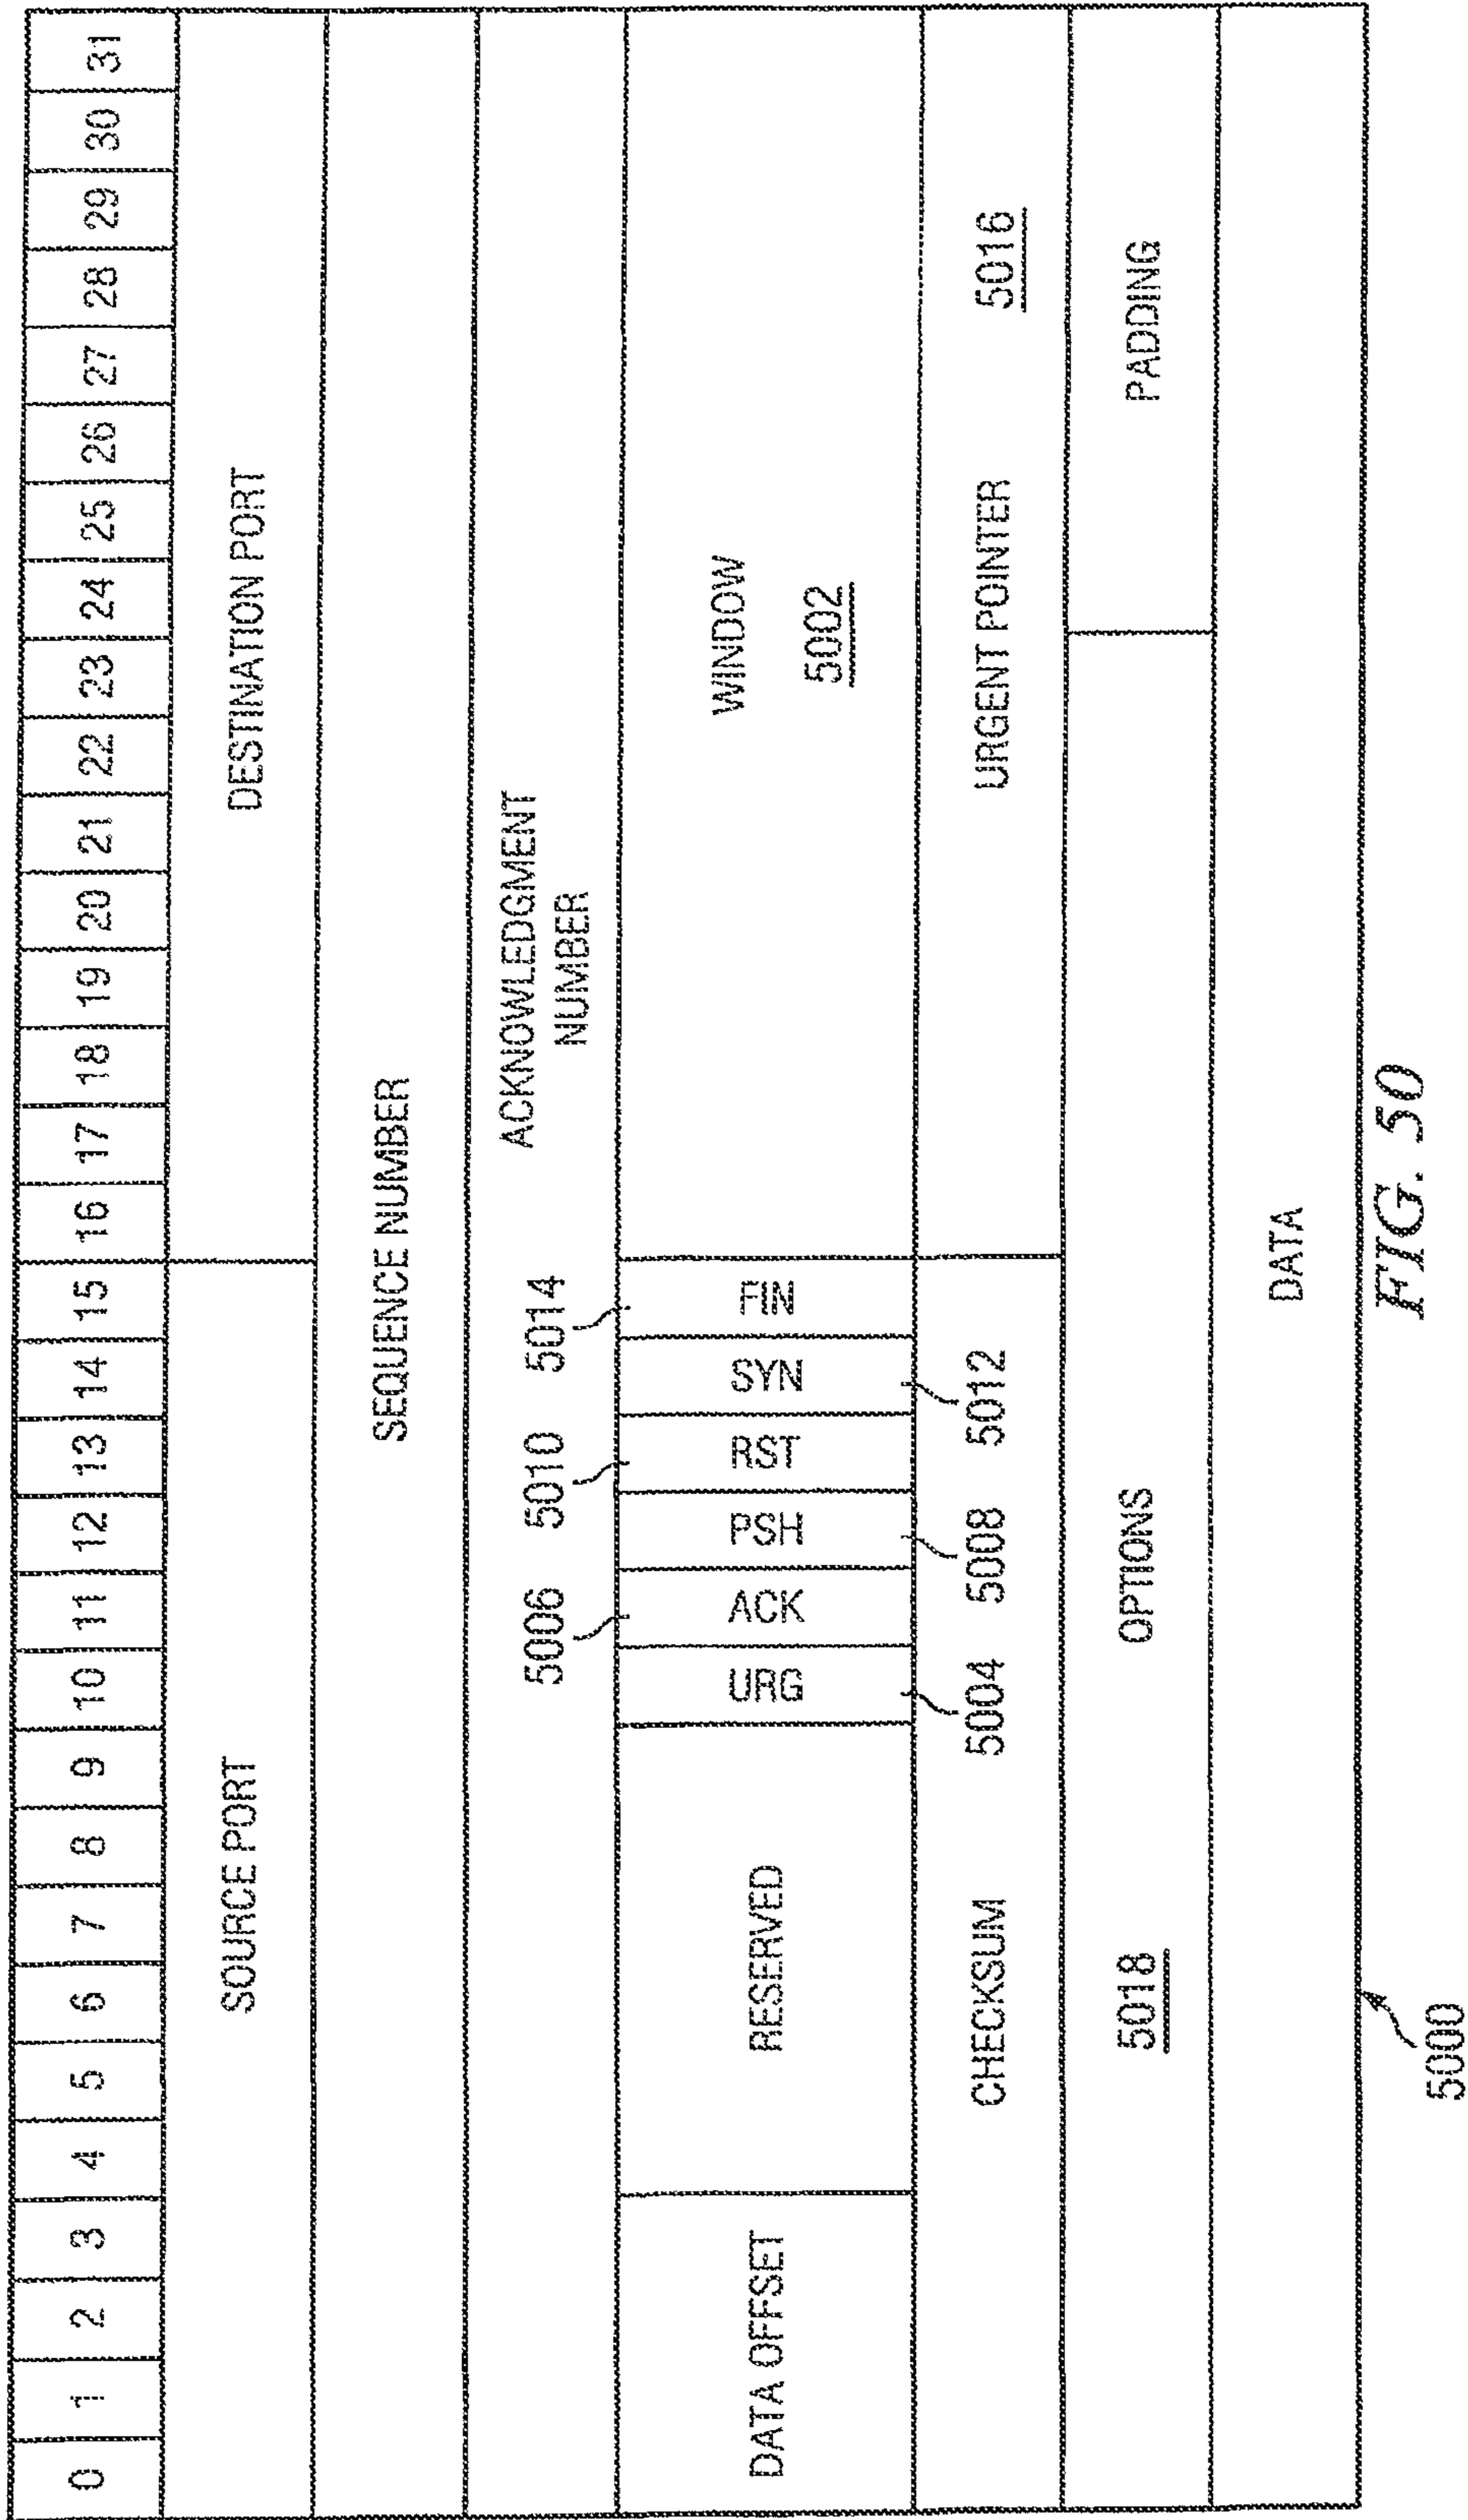 0 1 2 3 4 5 6 7 8 9 10 11 12 13 14 15 16 17 18 19 20 21 22 23 24 25 26 27 28 29 30 31
SOURCE PORT DESTINATION PORT
SEQUENCE NUMBER
ACKNOWLEDGMENT
NUMBER
5006 5010 5014
DATA OFFSET RESERVED URG ACK PSH RST SYN FIN WINDOW
5002
CHECKSUM 5004 5008 5012 URGENT POINTER 5016
5018 OPTIONS PADDING
DATA
5000
FIG. 50